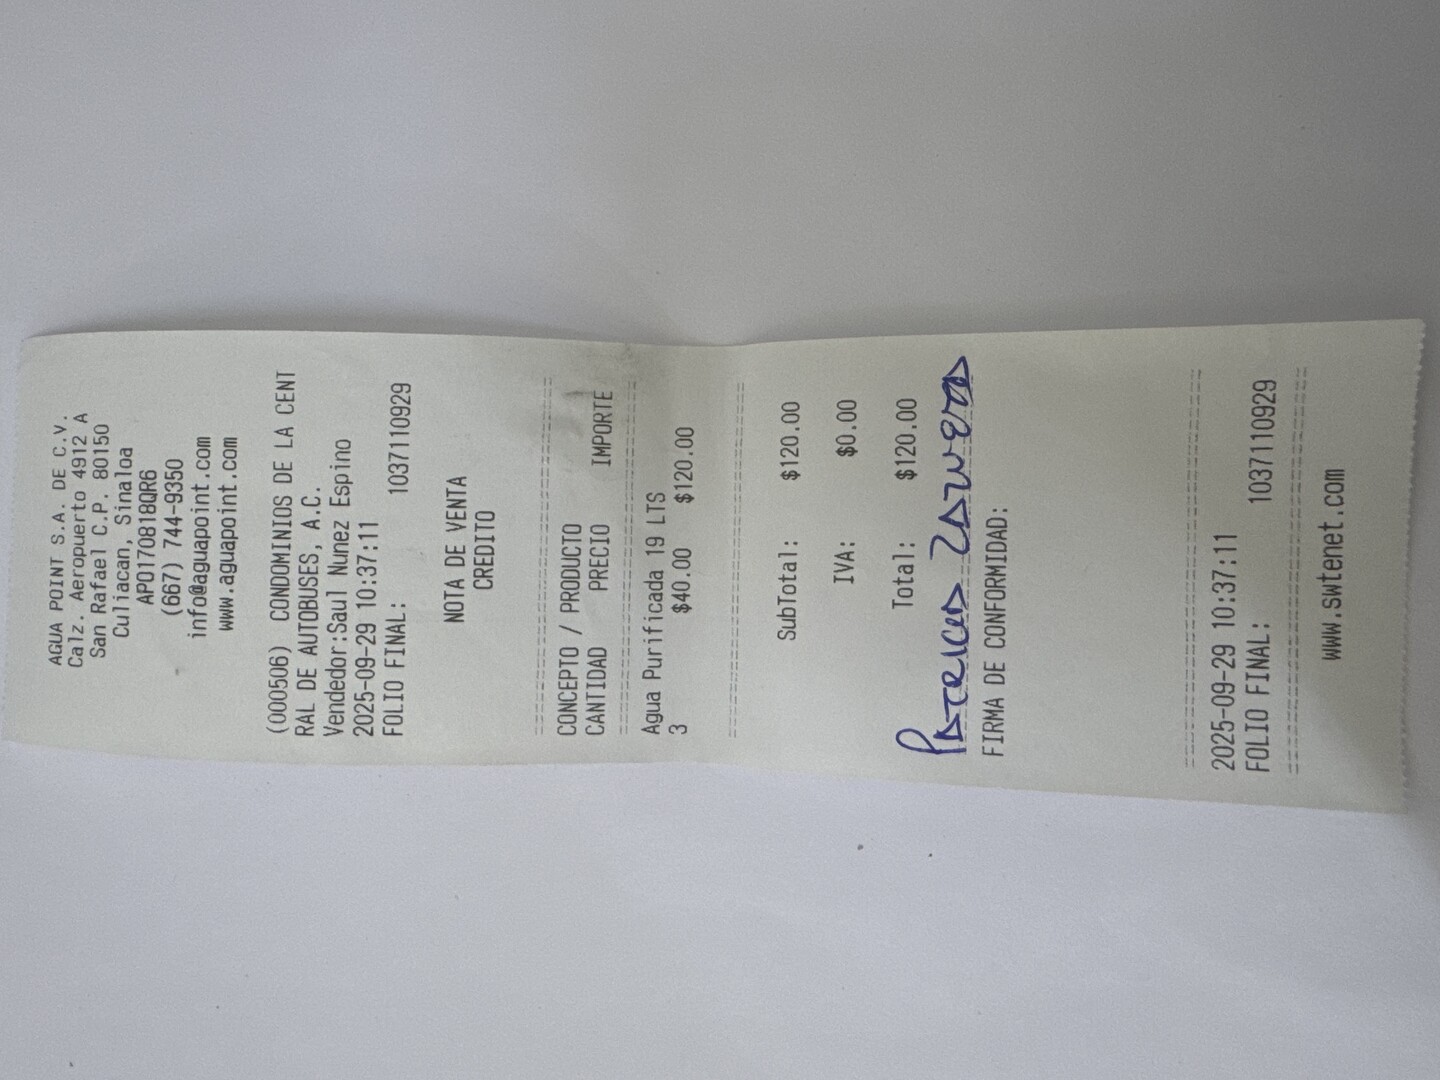 AGUA POINT S.A. DE C.V.
Calz. Aeropuerto 4912 A
San Rafael C.P. 80150
Culiacan, Sinaloa
APO170818QR6
(667) 744-9350
info@aguapoint.com
www.aguapoint.com
(000506) CONDOMINIOS DE LA CENT
RAL DE AUTOBUSES, A.C.
Vendedor:Saul Nunez Espino
2025-09-29 10:37:11
FOLIO FINAL: 1037110929
NOTA DE VENTA
CREDITO
CONCEPTO / PRODUCTO
CANTIDAD PRECIO IMPORTE
Agua Purificada 19 LTS
3 $40.00 $120.00
SubTotal: $120.00
IVA: $0.00
Total: $120.00
FIRMA DE CONFORMIDAD:
2025-09-29 10:37:11
FOLIO FINAL: 1037110929
www.swtenet.com